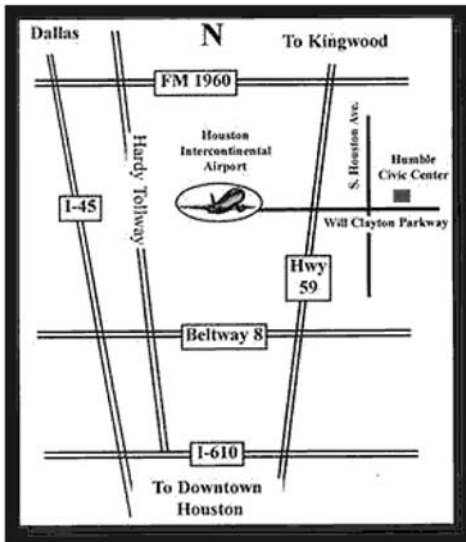 Dallas
N
To Kingwood
FM 1960
Hardy Tollway
Houston
Intercontinental
Airport
S. Houston Ave.
Humble
Civic Center
I-45
Will Clayton Parkway
Hwy
59
Beltway 8
I-610
To Downtown
Houston